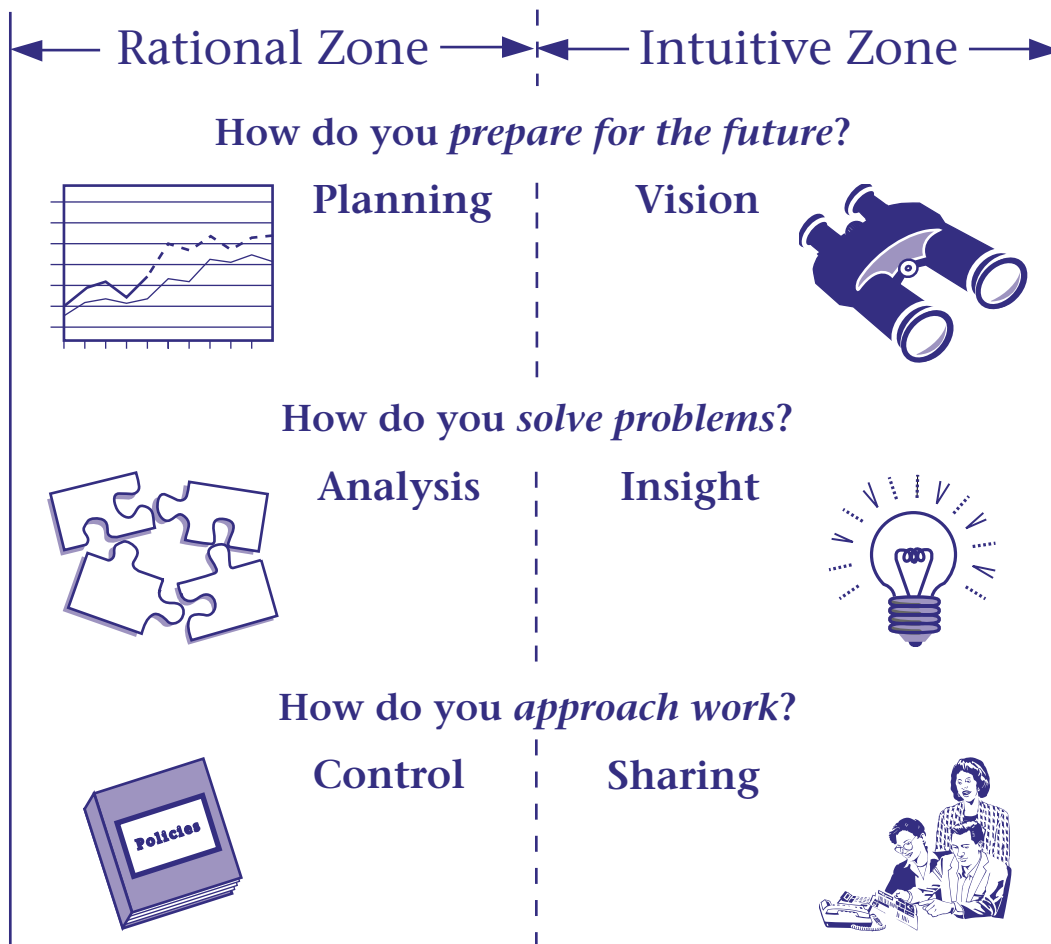 Rational Zone Intuitive Zone
How do you prepare for the future?
Planning Vision
How do you solve problems?
Analysis Insight
How do you approach work?
Control Sharing
Policies